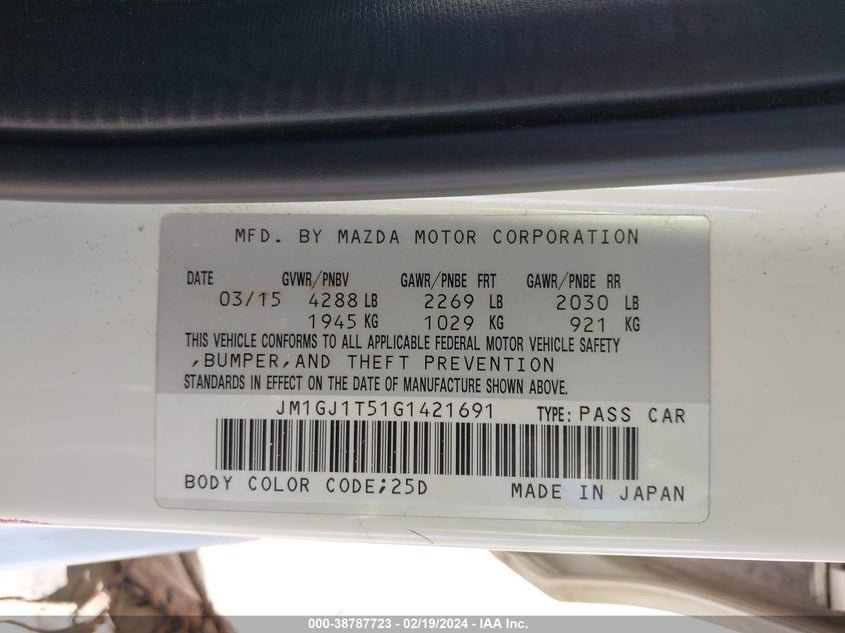 MFD. BY MAZDA MOTOR CORPORATION
DATE GVWR/PNBV GAWR/PNBE FRT GAWR/PNBE RR
03/15 4288 LB 2269 LB 2030 LB
1945 KG 1029 KG 921 KG
THIS VEHICLE CONFORMS TO ALL APPLICABLE FEDERAL MOTOR VEHICLE SAFETY
,BUMPER,AND THEFT PREVENTION
STANDARDS IN EFFECT ON THE DATE OF MANUFACTURE SHOWN ABOVE.
JM1GJ1T51G1421691 TYPE: PASS CAR
BODY COLOR CODE;25D MADE IN JAPAN
000-38787723 - 02/19/2024 - IAA Inc.